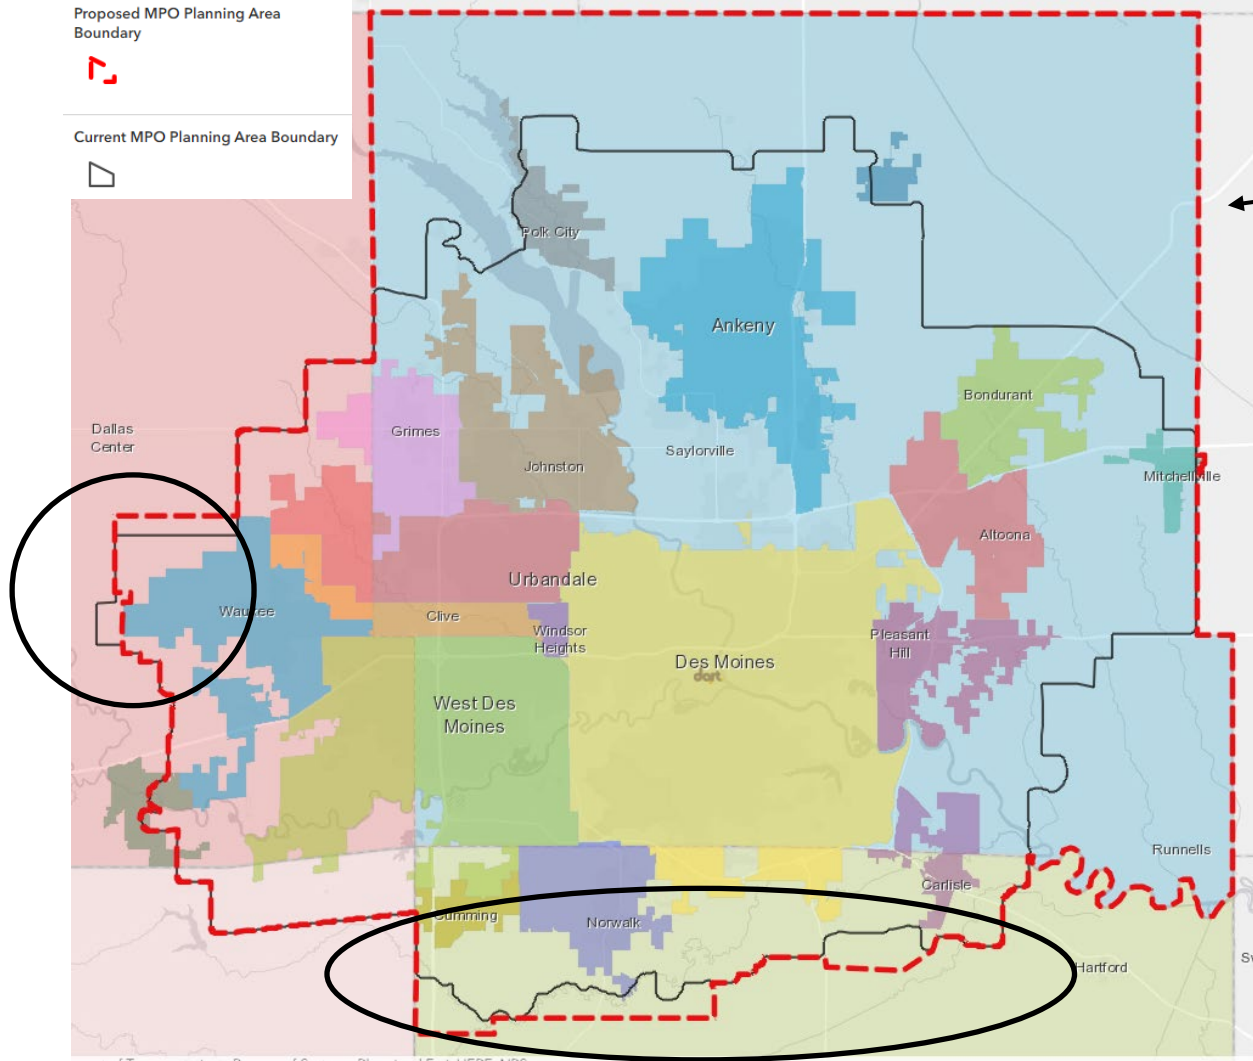 Proposed MPO Planning Area
Boundary
Current MPO Planning Area Boundary
Polk City
Ankeny
Bondurant
Dallas
Center
Grimes
Johnston
Saylorville
Mitchellville
Altoona
Urbandale
Waukee
Clive
Windsor
Heights
Pleasant
Hill
Des Moines
dart
West Des
Moines
Runnells
Carlisle
Cumming
Norwalk
Hartford